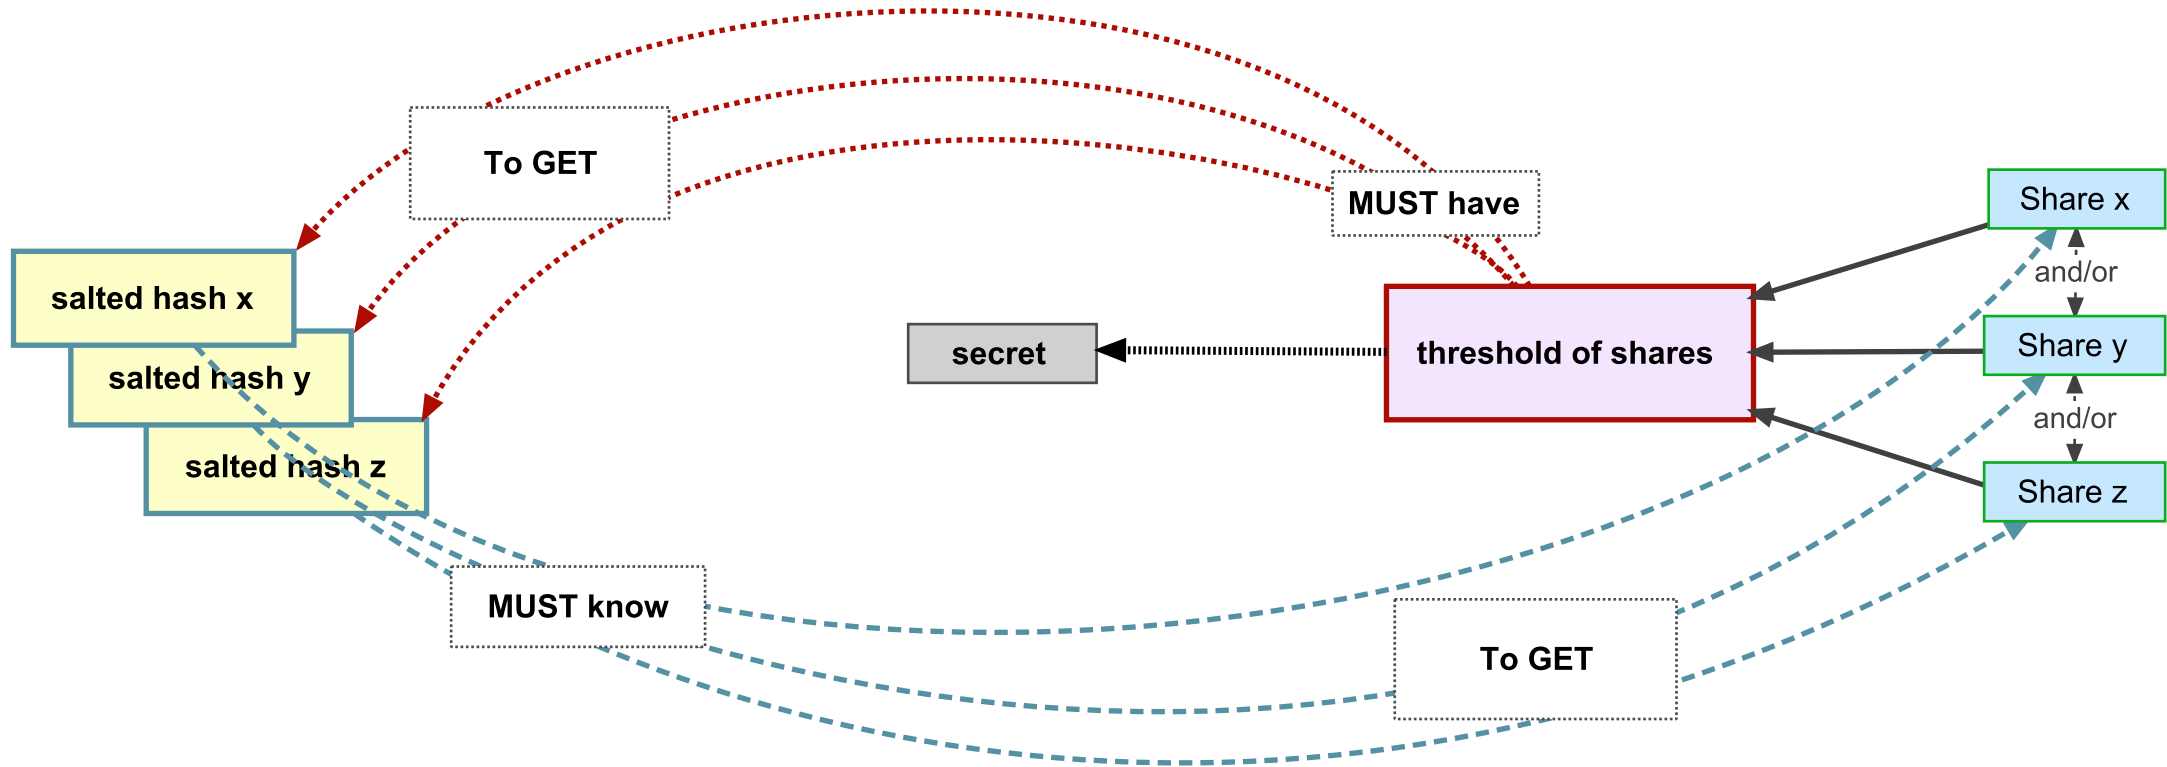 To GET
MUST have
Share x
and/or
Share y
and/or
Share z
salted hash x
salted hash y
salted hash z
secret
threshold of shares
MUST know
To GET